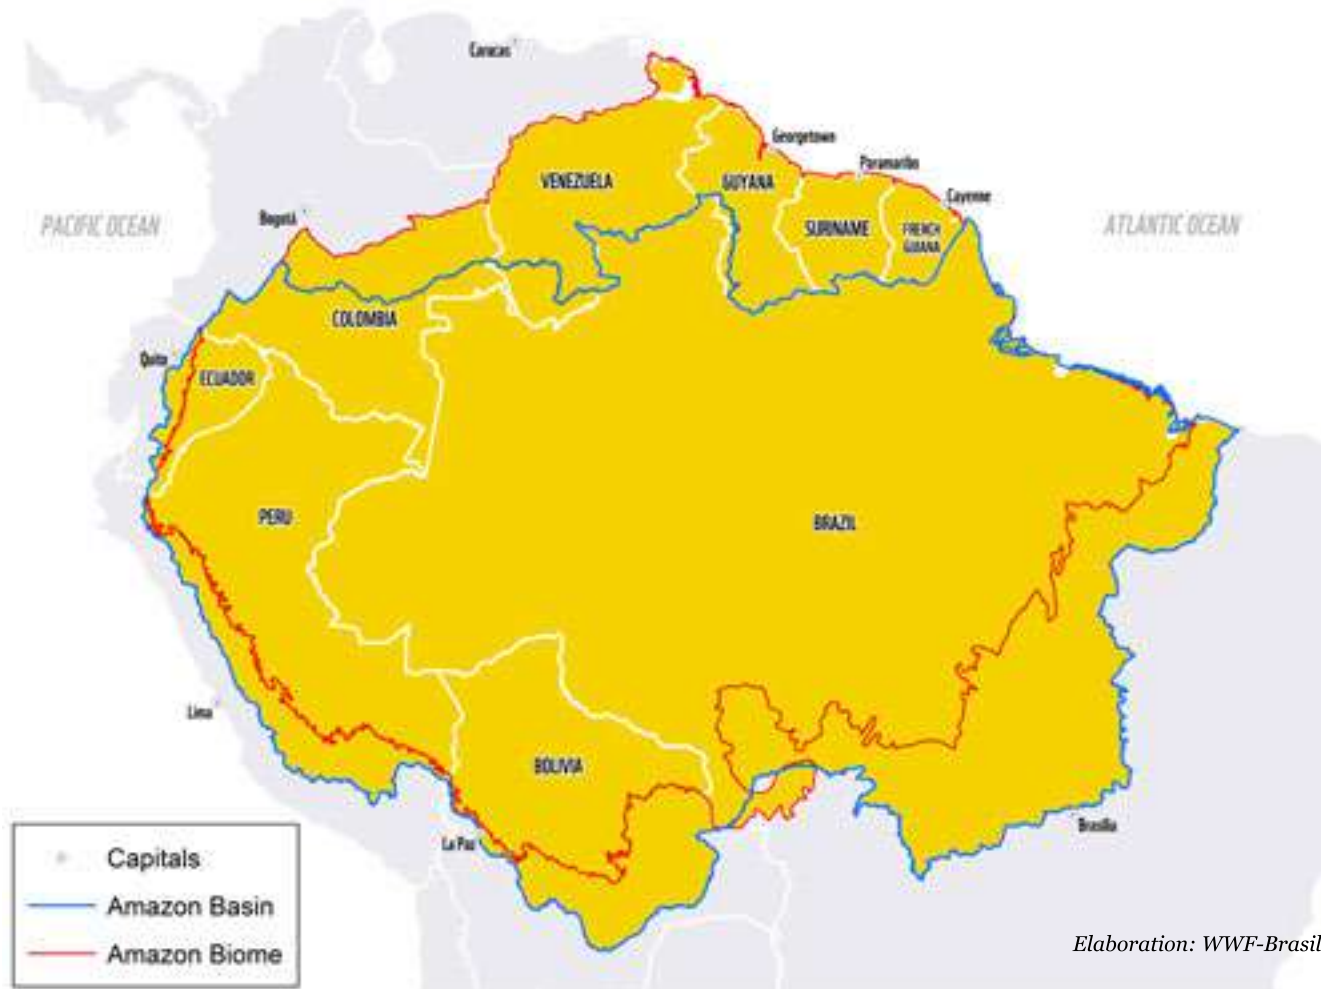 Caracas
Georgetown
Paramaribo
VENEZUELA
GUYANA
Cayenne
Bogotá
PACIFIC OCEAN
ATLANTIC OCEAN
SURINAME
FRENCH
GUIANA
COLOMBIA
Quito
ECUADOR
PERU
BRAZIL
Lima
BOLIVIA
Brasilia
La Paz
Capitals
Amazon Basin
Amazon Biome
Elaboration: WWF-Brasil